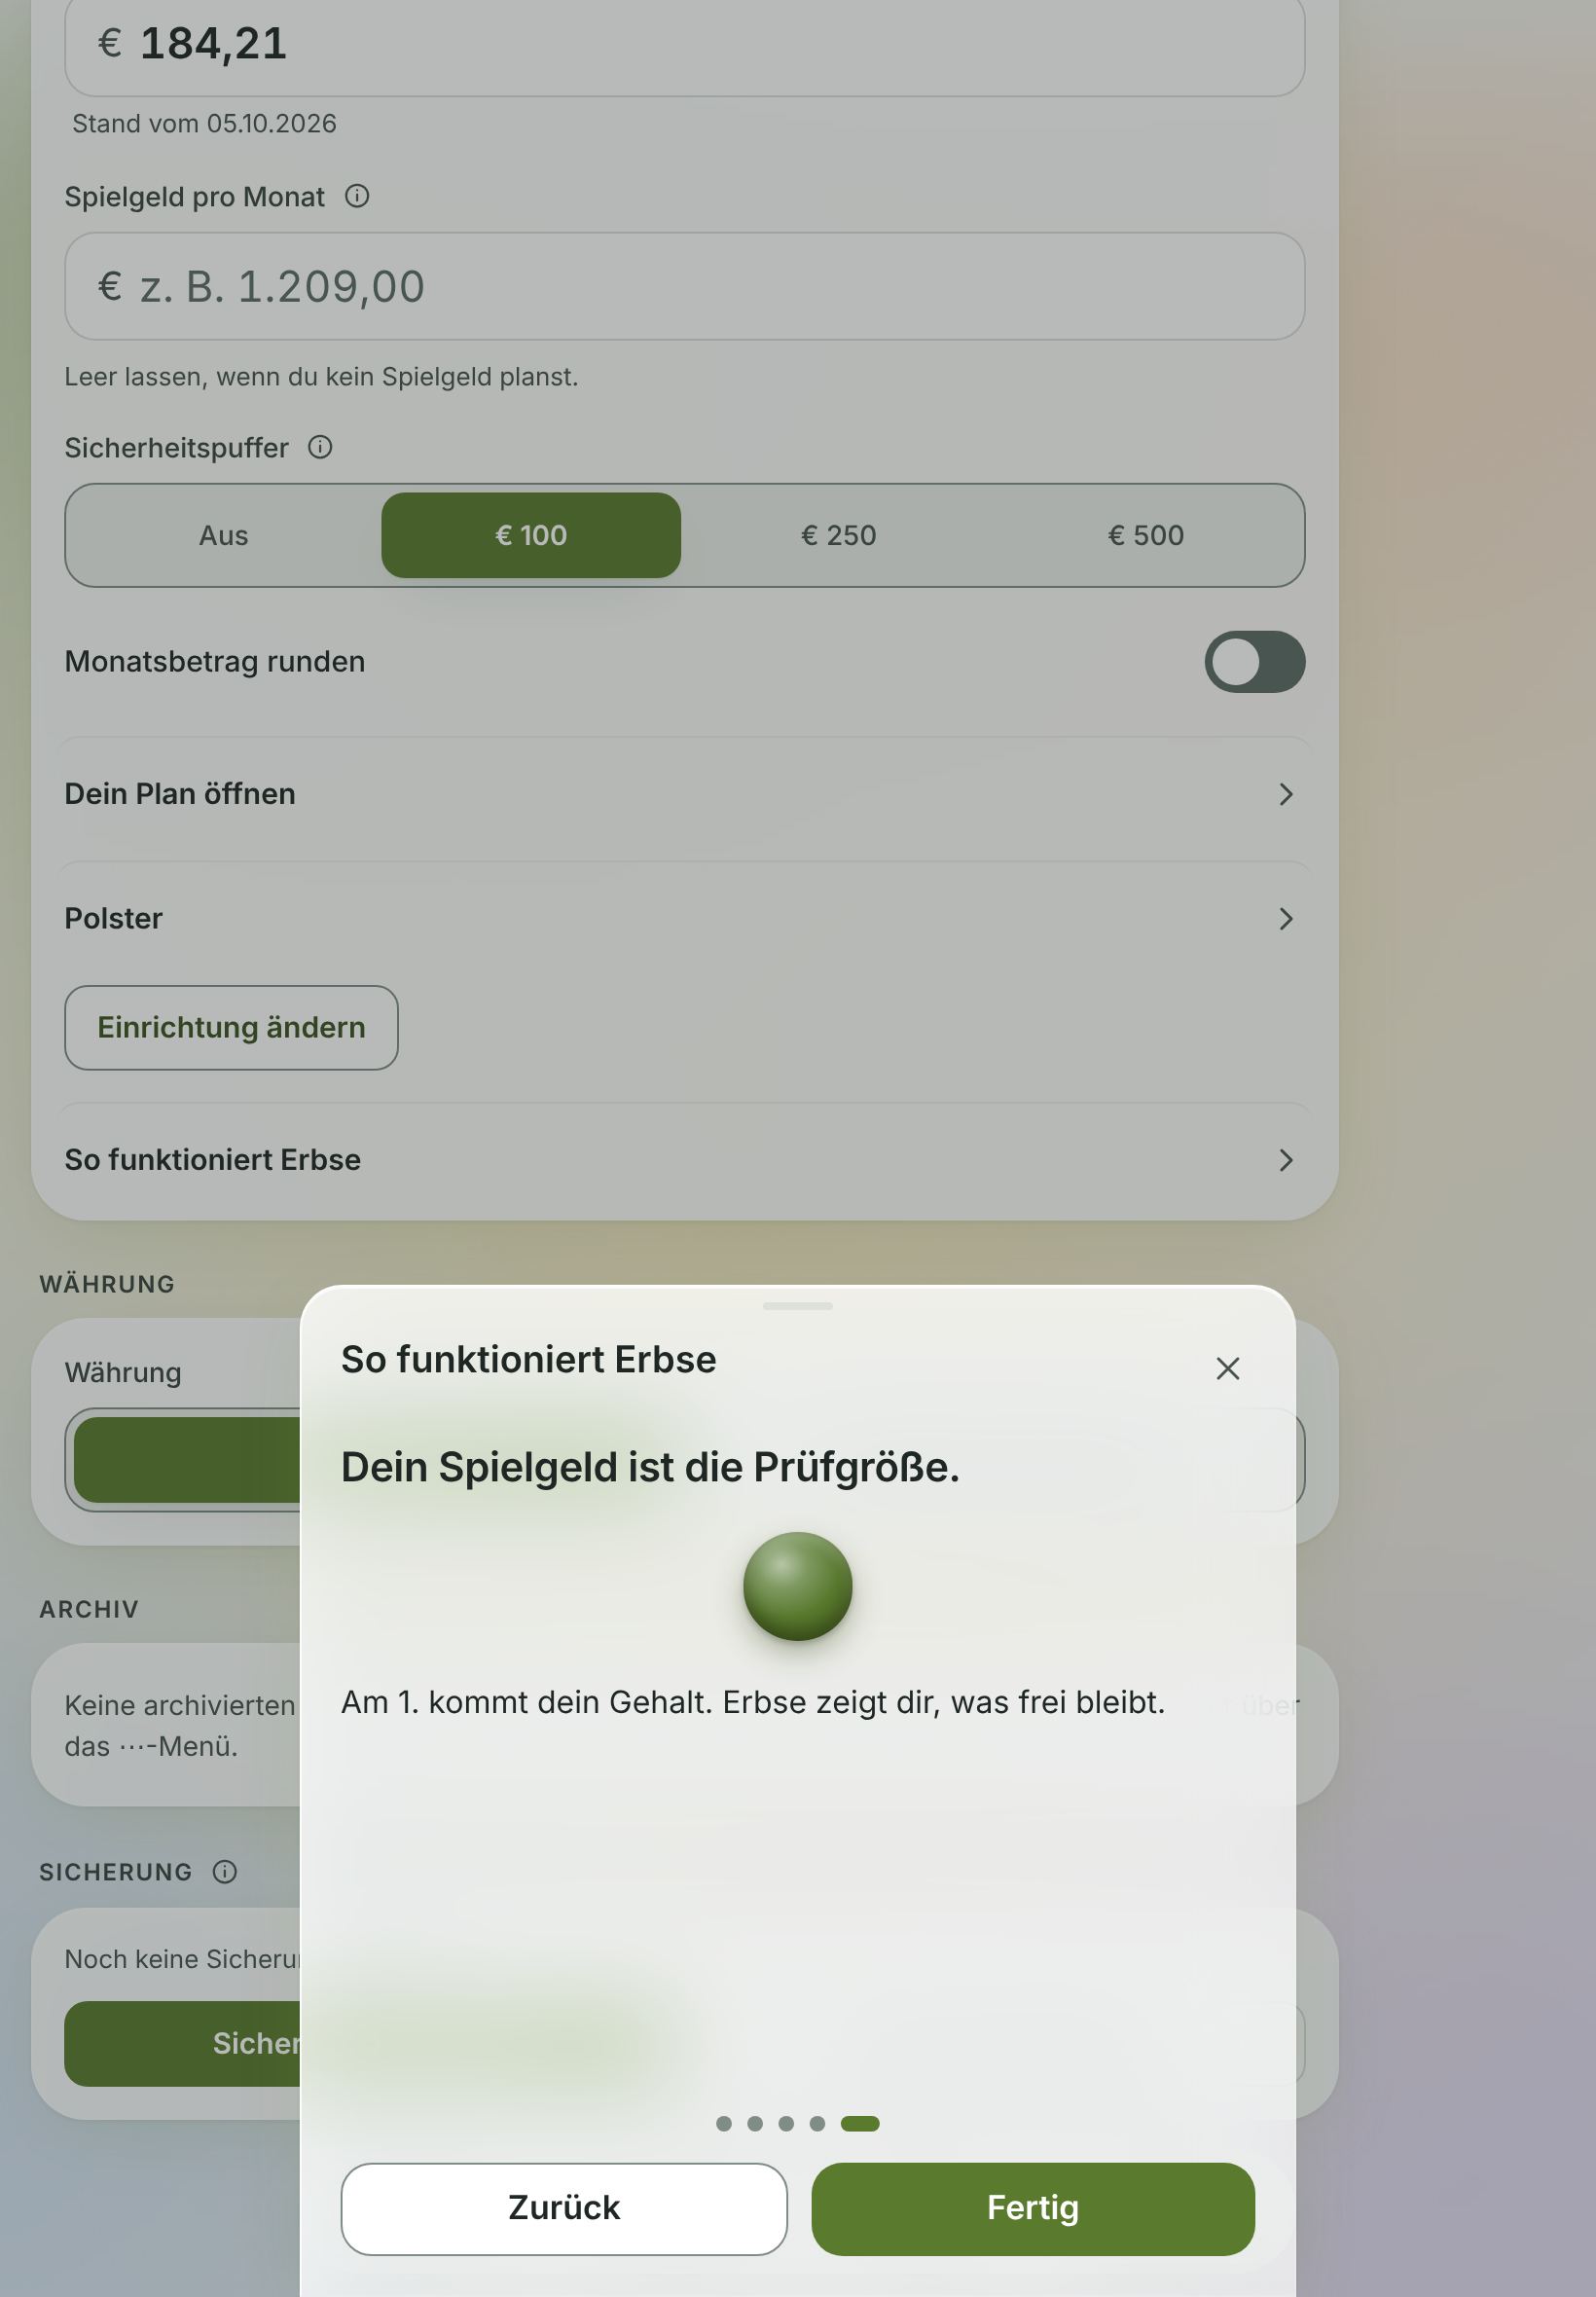 € 184,21
Stand vom 05.10.2026
Spielgeld pro Monat
€ z. B. 1.209,00
Leer lassen, wenn du kein Spielgeld planst.
Sicherheitspuffer
Aus € 100 € 250 € 500
Monatsbetrag runden
Dein Plan öffnen
Polster
Einrichtung ändern
So funktioniert Erbse
WÄHRUNG
Währung
ARCHIV
Keine archivierten
über
das ···-Menü.
SICHERUNG
Noch keine
So funktioniert Erbse
Dein Spielgeld ist die Prüfgröße.
Am 1. kommt dein Gehalt. Erbse zeigt dir, was frei bleibt.
Zurück Fertig